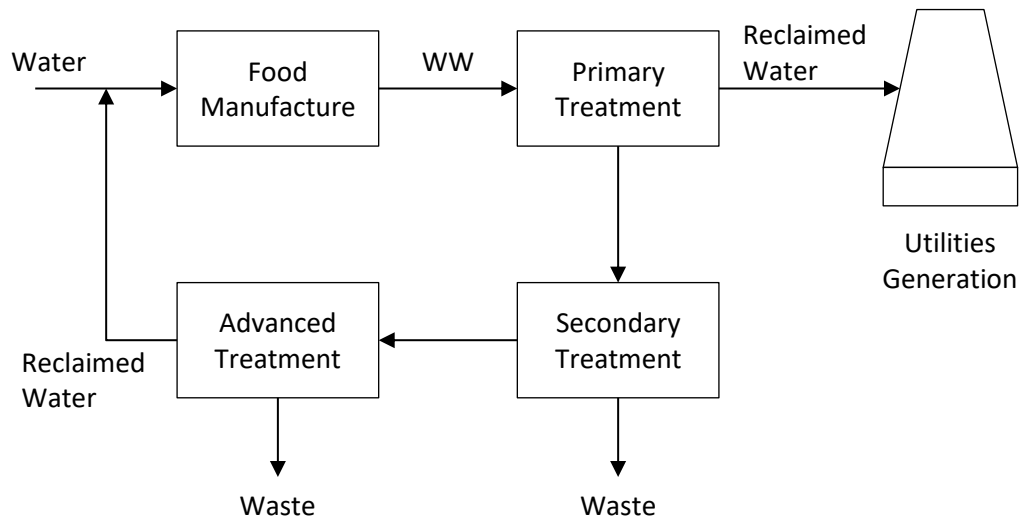 Water
Food
Manufacture
WW
Primary
Treatment
Reclaimed
Water
Utilities
Generation
Advanced
Treatment
Secondary
Treatment
Reclaimed
Water
Waste
Waste